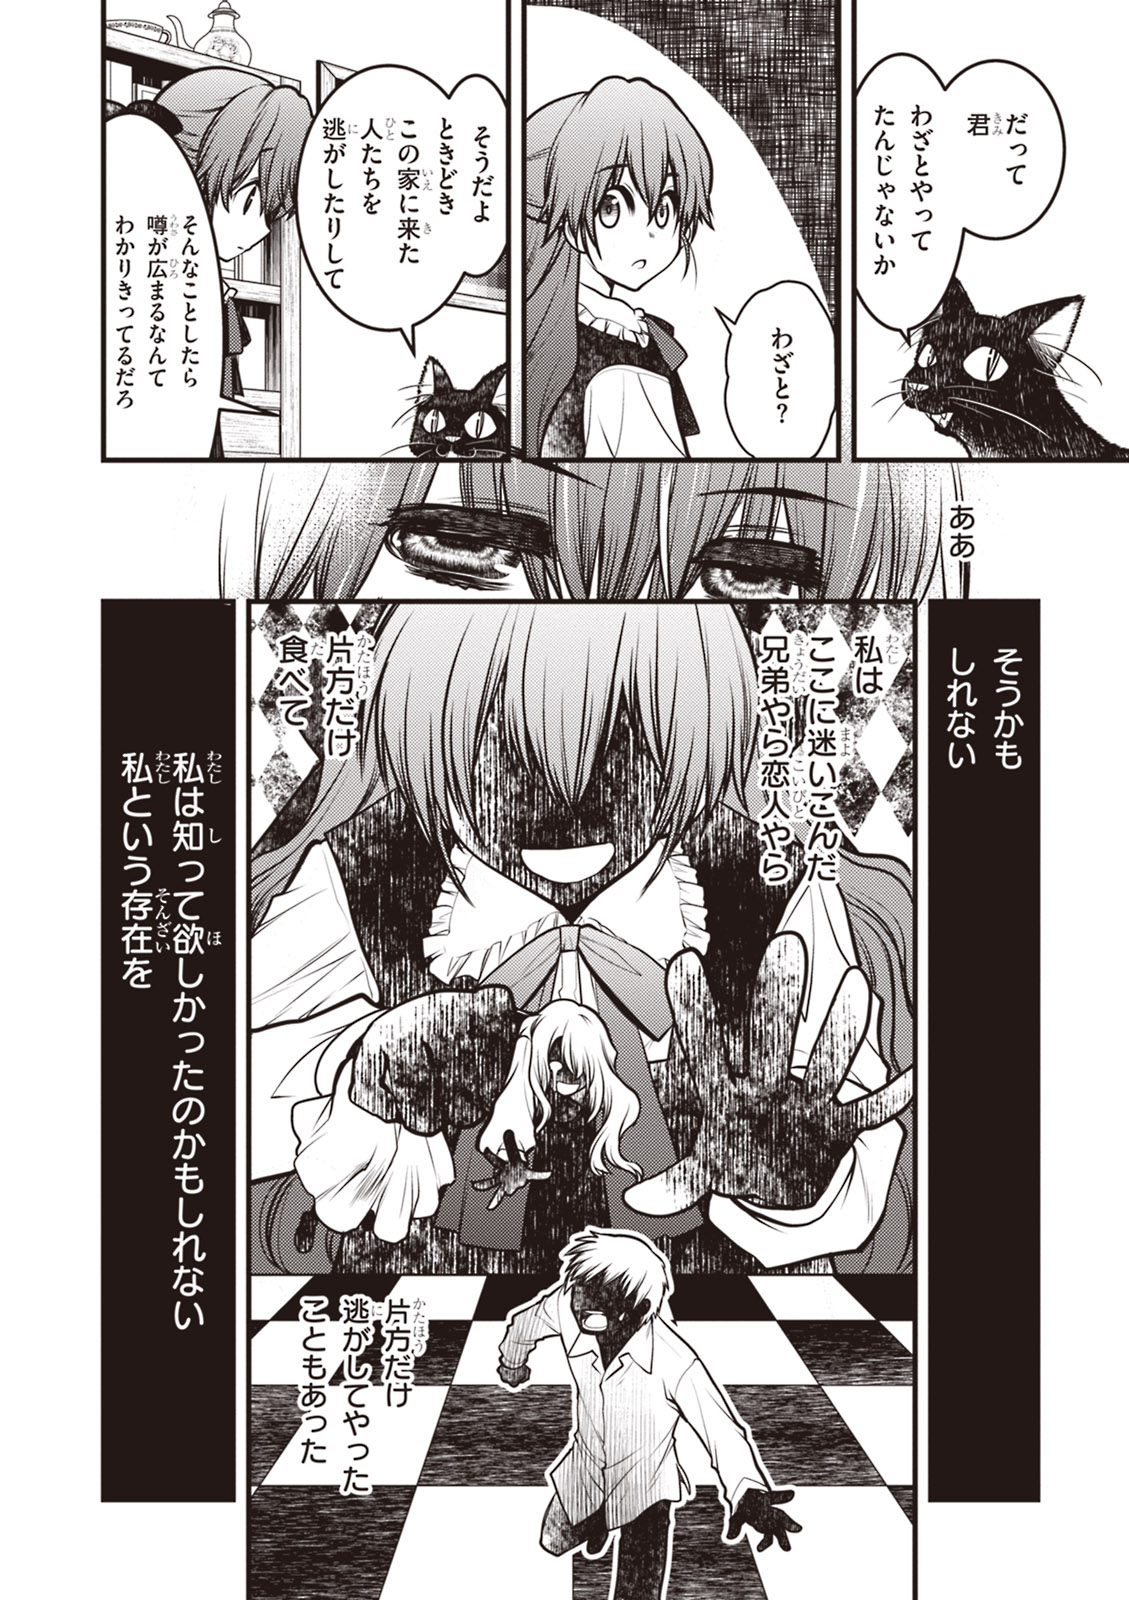 だって
君
わざとやって
たんじゃないか
わざと?
そうだよ
ときどき
この家に来た
人たちを
逃がしたりして
そんなことしたら
噂が広まるなんて
わかりきってるだろ
ああ
そうかも
しれない
私は
ここに迷いこんだ
兄弟やら恋人やら
片方だけ
食べて
片方だけ
逃がしてやった
こともあった
私は知って欲しかったのかもしれない
私という存在を